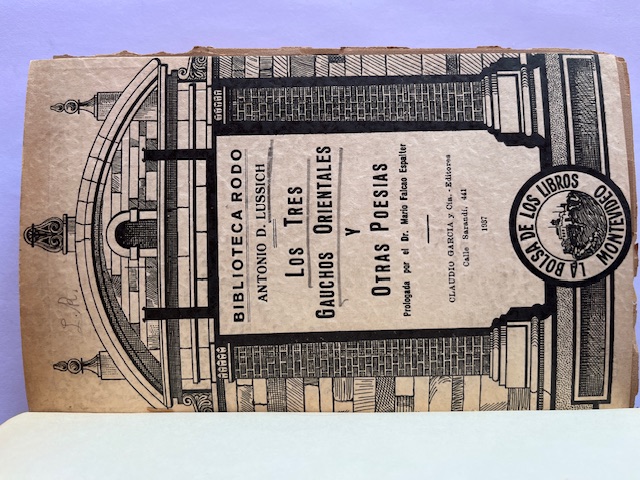 BIBLIOTECA RODO
ANTONIO D. LUSSICH
LOS TRES
GAUCHOS ORIENTALES
Y
OTRAS POESIAS
Prologada por el Dr. Mario Falcao Espalter
CLAUDIO GARCIA y Cía. - Editores
Calle Sarandí, 441
1937
LA BOLSA DE LOS LIBROS
MONTEVIDEO